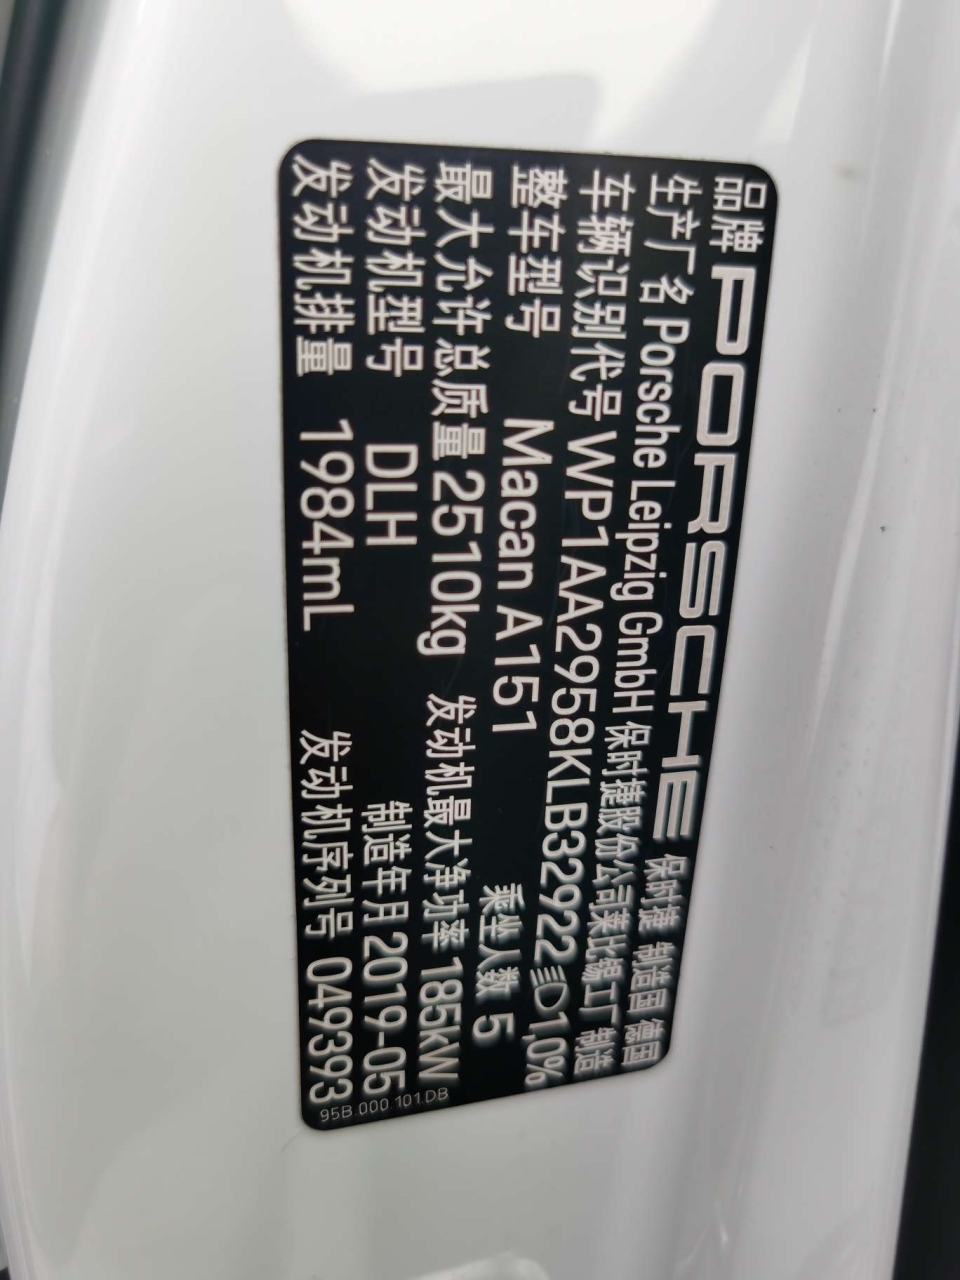 品牌 PORSCHE 保时捷 制造国 德国
生产厂名 Porsche Leipzig GmbH 保时捷股份公司莱比锡工厂 制造
车辆识别代号 WP1AA2958KLB32922 1,0%
整车型号 Macan A151 乘坐人数 5
最大允许总质量 2510kg 发动机最大净功率 185KW
发动机型号 DLH 制造年月 2019-05
发动机排量 1984mL 发动机序列号 049393
95B.000.101.DB